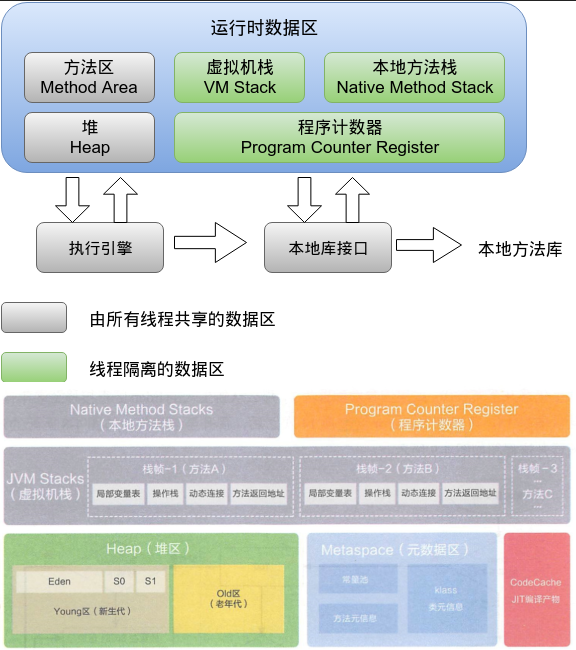 运行时数据区
方法区
Method Area
虚拟机栈
VM Stack
本地方法栈
Native Method Stack
堆
Heap
程序计数器
Program Counter Register
执行引擎
本地库接口
本地方法库
由所有线程共享的数据区
线程隔离的数据区
Native Method Stacks
（本地方法栈）
Program Counter Register
（程序计数器）
JVM Stacks
（虚拟机栈）
栈帧-1（方法A）
局部变量表 操作栈 动态连接 方法返回地址
栈帧-2（方法B）
局部变量表 操作栈 动态连接 方法返回地址
栈帧-3
...
方法C
...
Heap（堆区）
Eden S0 S1
Young区（新生代）
Old区
（老年代）
Metaspace（元数据区）
常量池
方法元信息
klass
类元信息
CodeCache
JIT编译产物